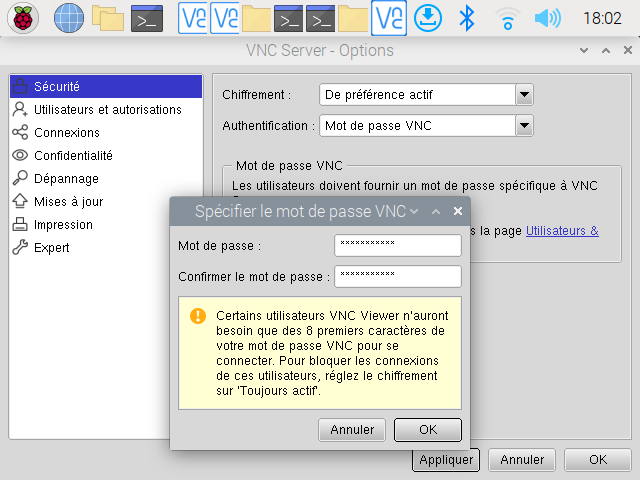 18:02
VNC Server - Options
Sécurité
Utilisateurs et autorisations
Connexions
Confidentialité
Dépannage
Mises à jour
Impression
Expert
Chiffrement :
De préférence actif
Authentification :
Mot de passe VNC
Mot de passe VNC
Les utilisateurs doivent fournir un mot de passe spécifique à VNC
la page Utilisateurs &
Spécifier le mot de passe VNC
Mot de passe :
***********
Confirmer le mot de passe :
***********
Certains utilisateurs VNC Viewer n'auront
besoin que des 8 premiers caractères de
votre mot de passe VNC pour se
connecter. Pour bloquer les connexions
de ces utilisateurs, réglez le chiffrement
sur 'Toujours actif'.
Annuler
OK
Appliquer
Annuler
OK